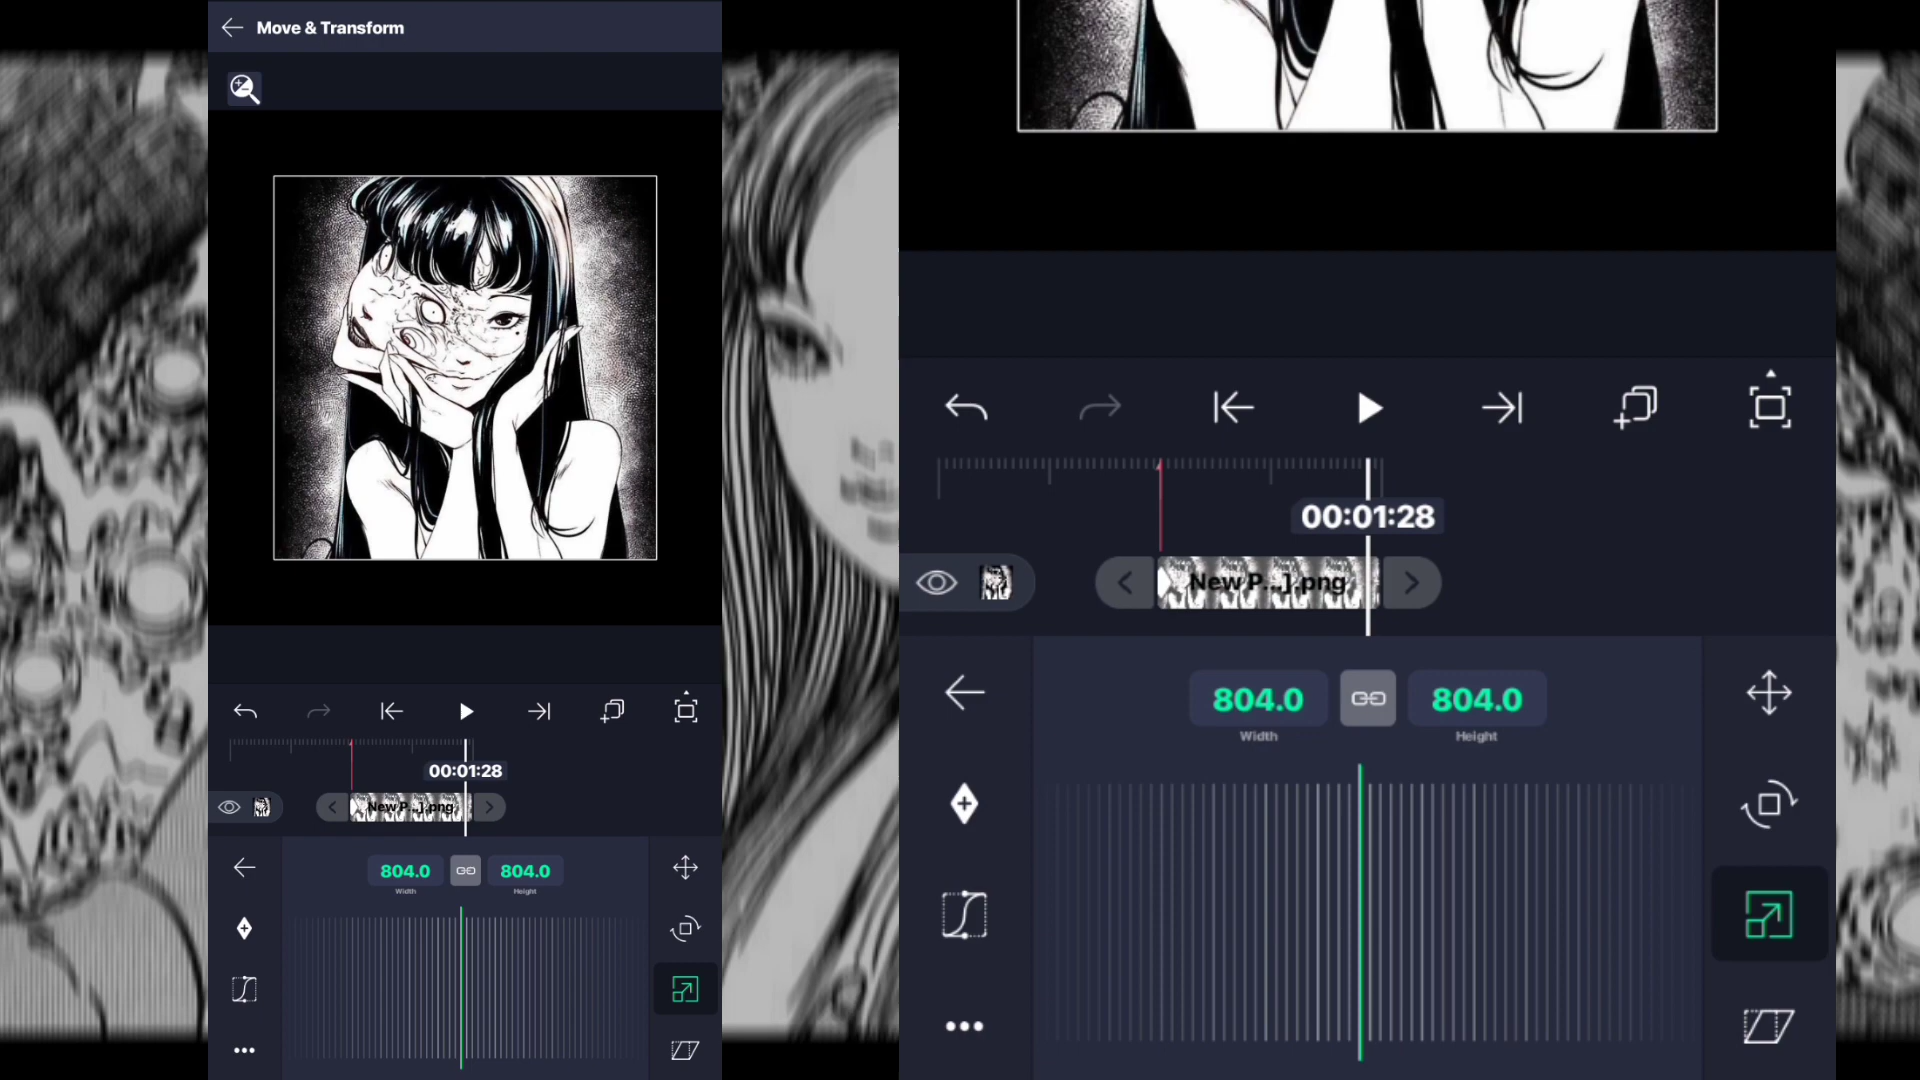 Move & Transform
00:01:28
New P...].png
804.0
804.0
Width
Height
00:01:28
New P...].png
804.0
804.0
Width
Height